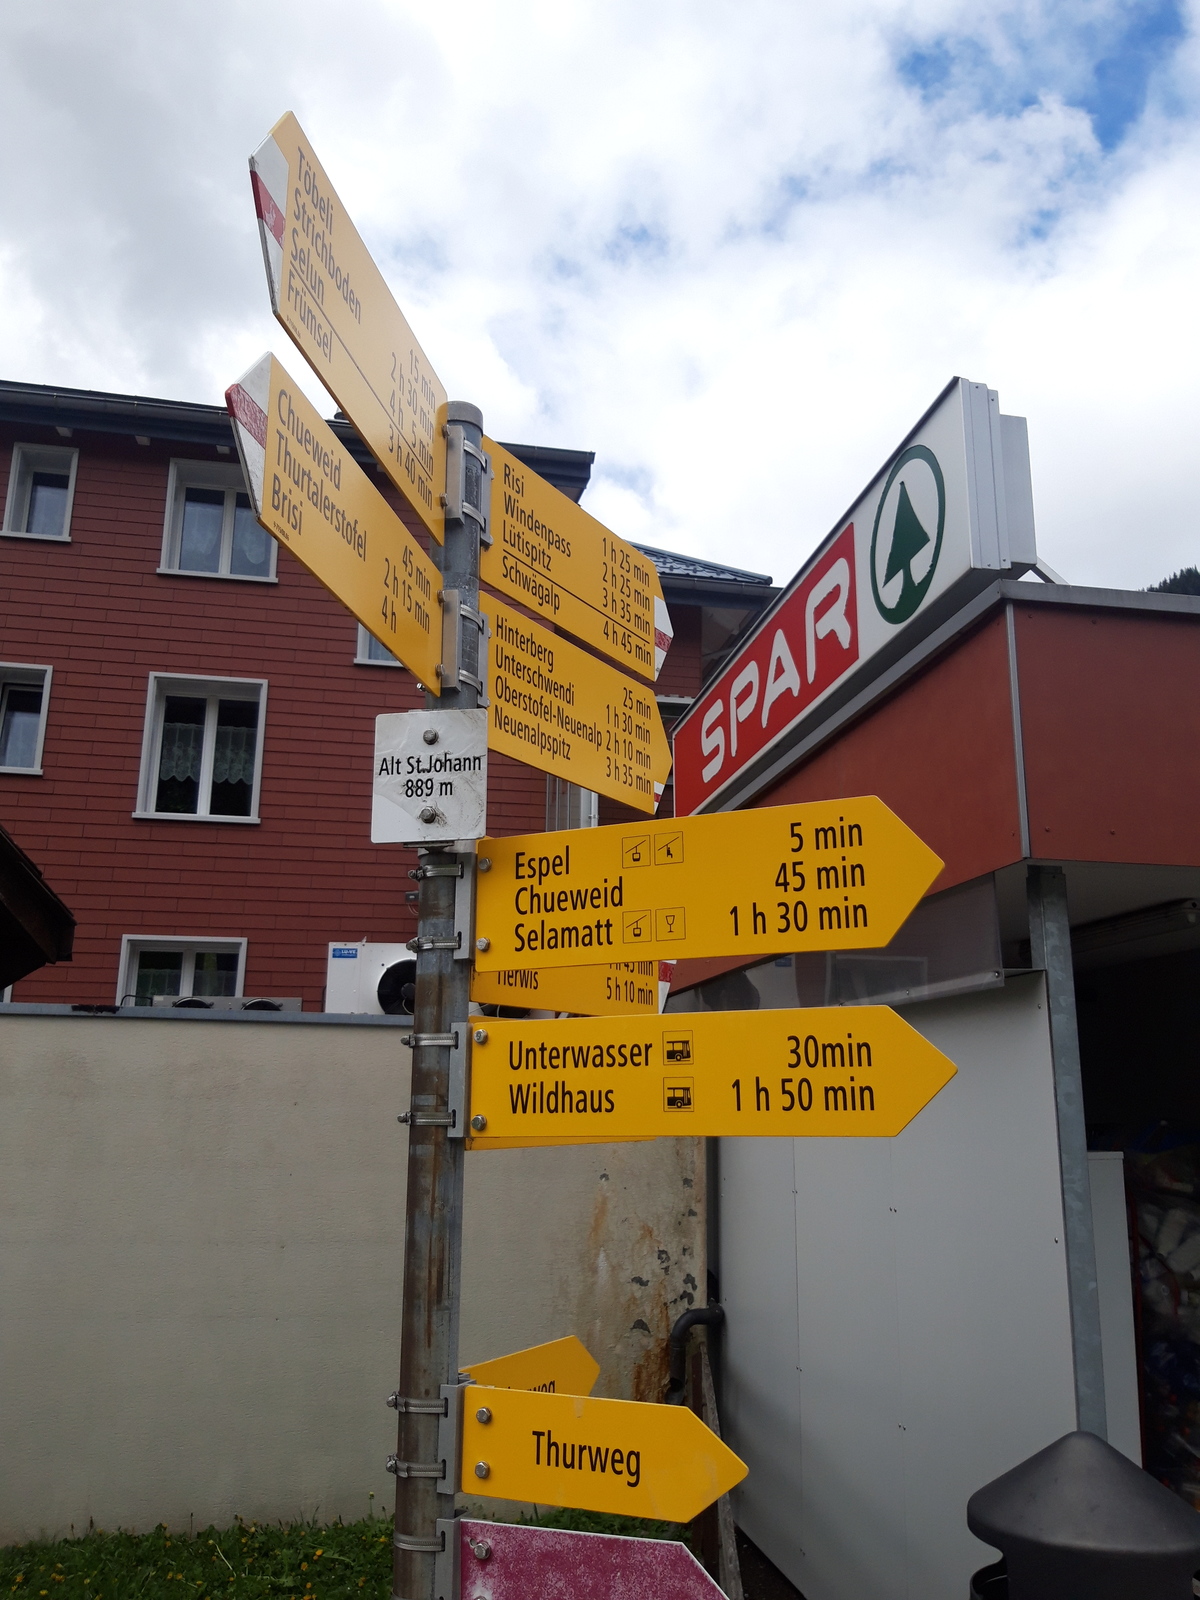 Töbeli 15 min
Strichboden 2 h 30 min
Selun 4 h 5 min
Frümsel 3 h 40 min
Chueweid 45 min
Thurtalerstofel 2 h 15 min
Brisi 4 h
Risi 1 h 25 min
Windenpass 2 h 25 min
Lütispitz 3 h 35 min
Schwägalp 4 h 45 min
Hinterberg 25 min
Unterschwendi 1 h 30 min
Oberstofel-Neuenalp 2 h 10 min
Neuenalpspitz 3 h 35 min
SPAR
Alt St.Johann
889 m
Espel 5 min
Chueweid 45 min
Selamatt 1 h 30 min
1 h 45 min
Tierwis 5 h 10 min
Unterwasser 30min
Wildhaus 1 h 50 min
Thurweg